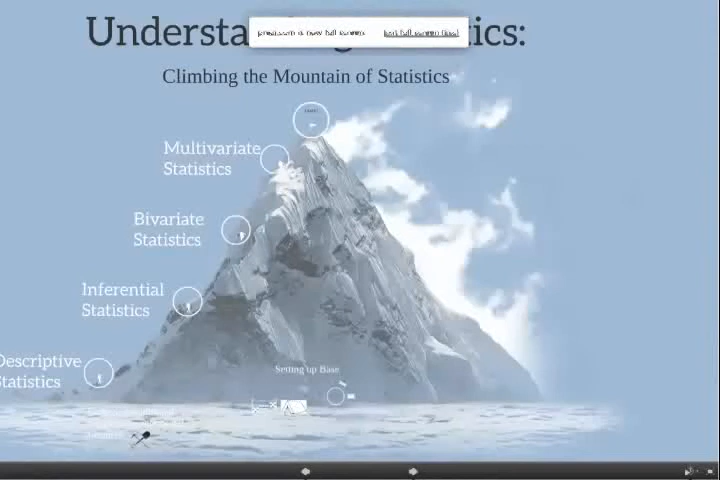 Understa tics:
Climbing the Mountain of Statistics
Multivariate
Statistics
Bivariate
Statistics
Inferential
Statistics
Descriptive
Statistics
Setting up Base